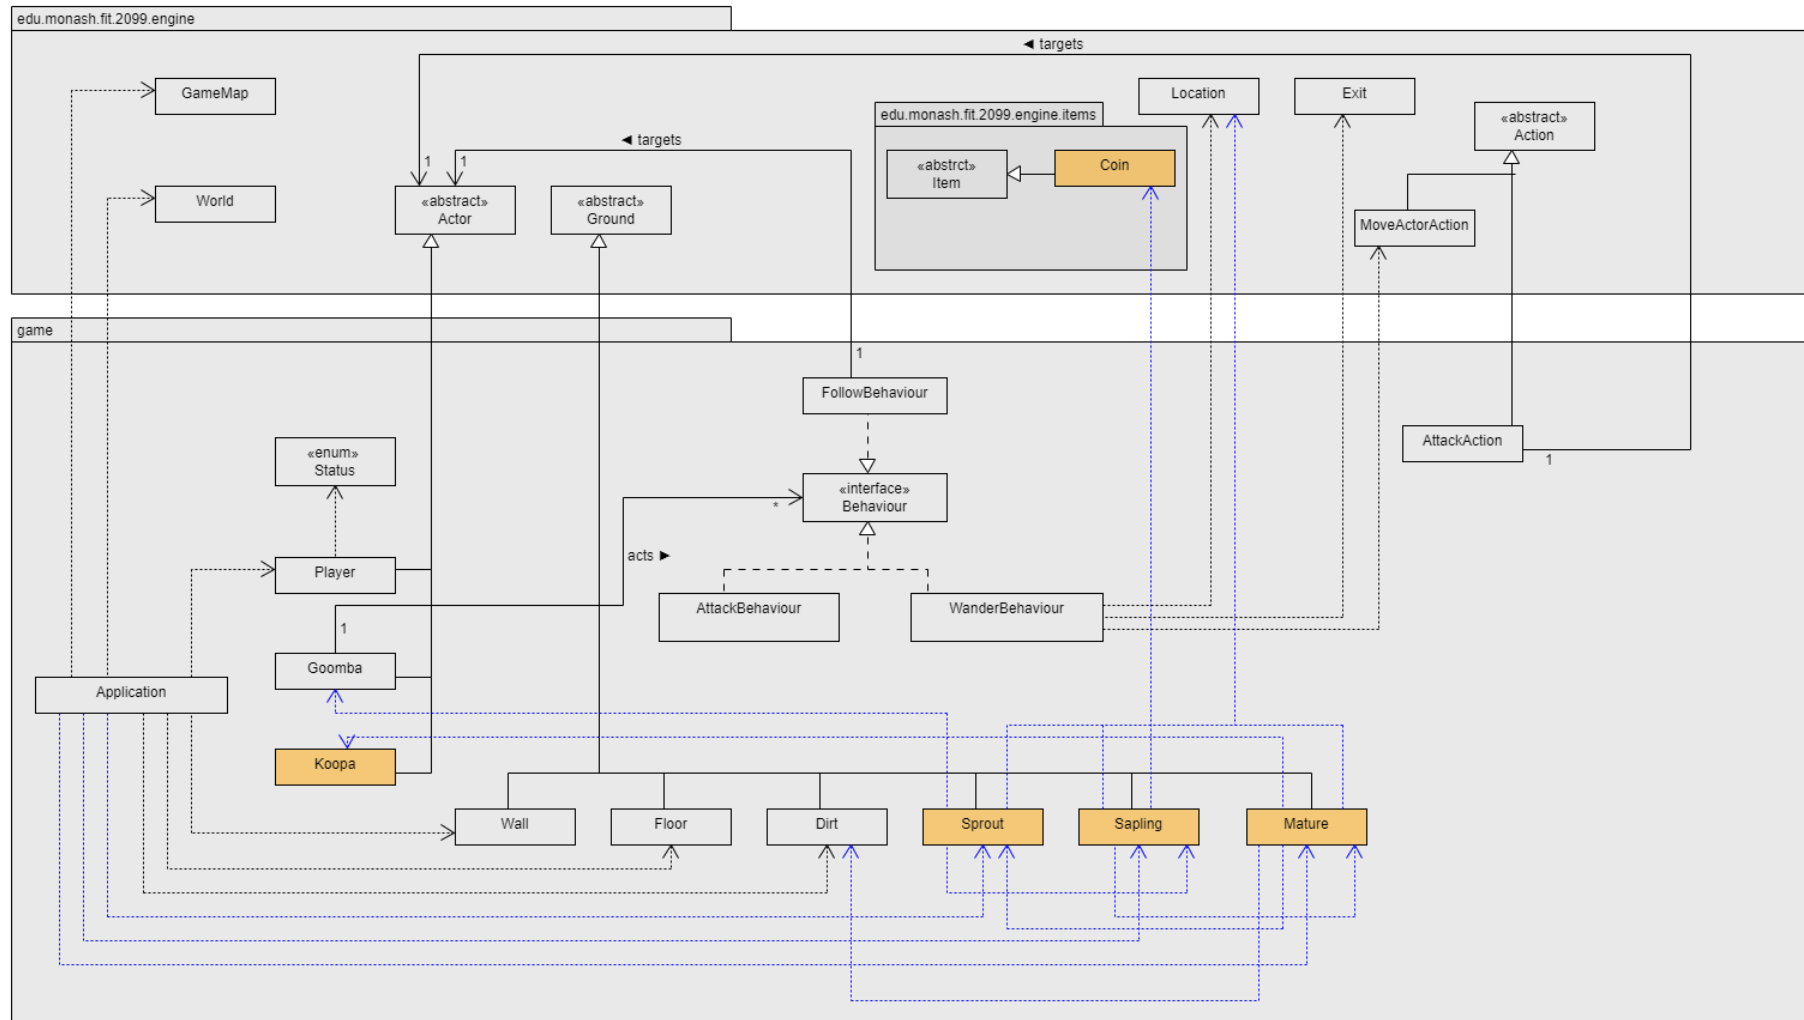 edu.monash.fit.2099.engine
◄ targets
GameMap
Location
Exit
edu.monash.fit.2099.engine.items
«abstract»
Action
◄ targets
1
1
«abstrct»
Item
Coin
World
«abstract»
Actor
«abstract»
Ground
MoveActorAction
game
1
FollowBehaviour
AttackAction
1
«enum»
Status
«interface»
Behaviour
*
acts ►
Player
AttackBehaviour
WanderBehaviour
1
Goomba
Application
Koopa
Wall
Floor
Dirt
Sprout
Sapling
Mature